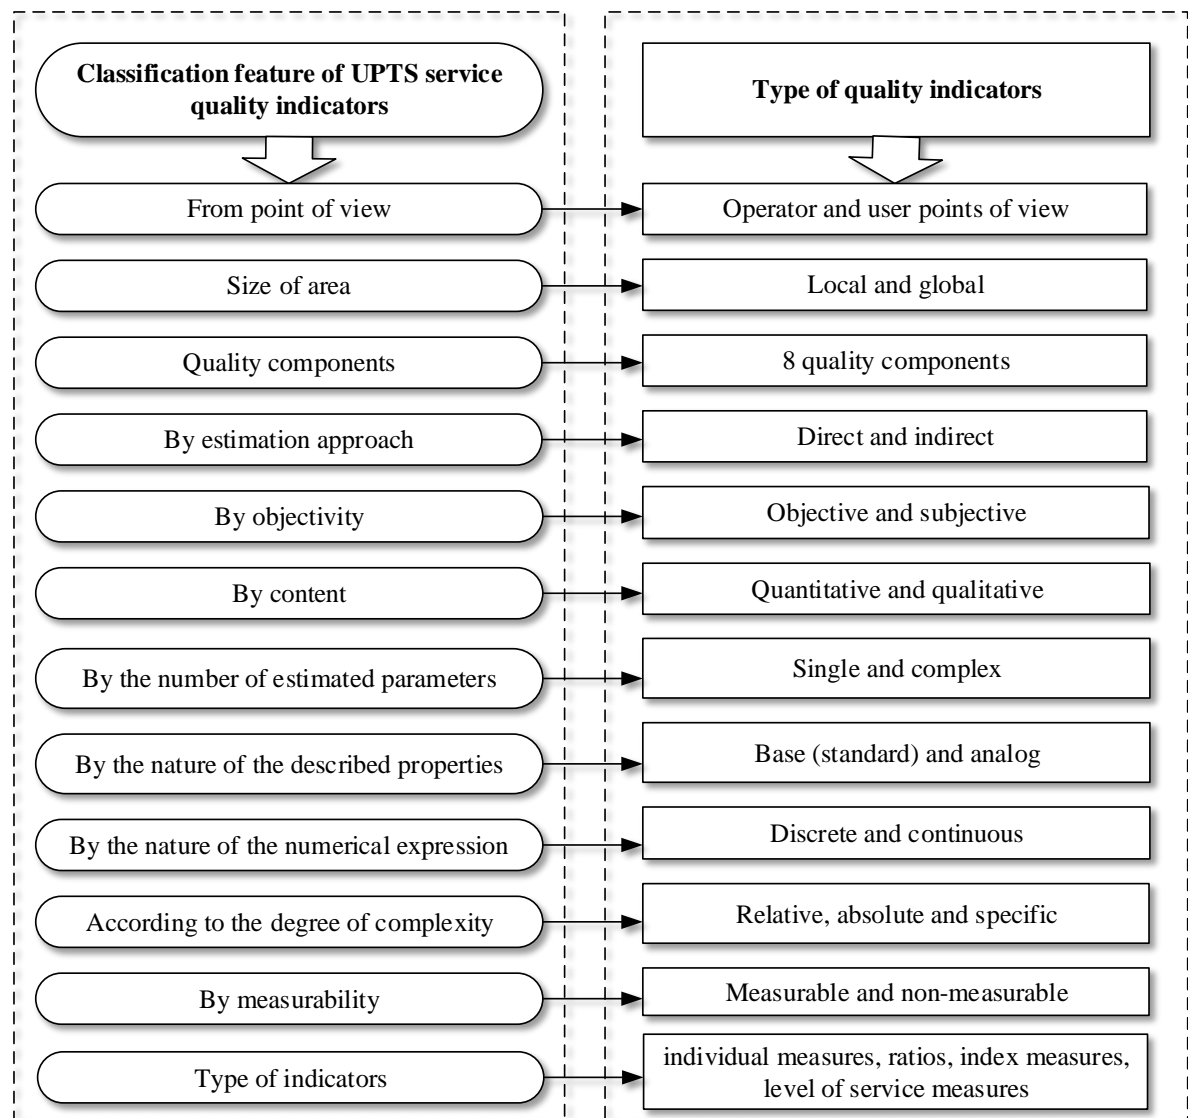 Classification feature of UPTS service
quality indicators
Type of quality indicators
From point of view
Operator and user points of view
Size of area
Local and global
Quality components
8 quality components
By estimation approach
Direct and indirect
By objectivity
Objective and subjective
By content
Quantitative and qualitative
By the number of estimated parameters
Single and complex
By the nature of the described properties
Base (standard) and analog
By the nature of the numerical expression
Discrete and continuous
According to the degree of complexity
Relative, absolute and specific
By measurability
Measurable and non-measurable
Type of indicators
individual measures, ratios, index measures,
level of service measures